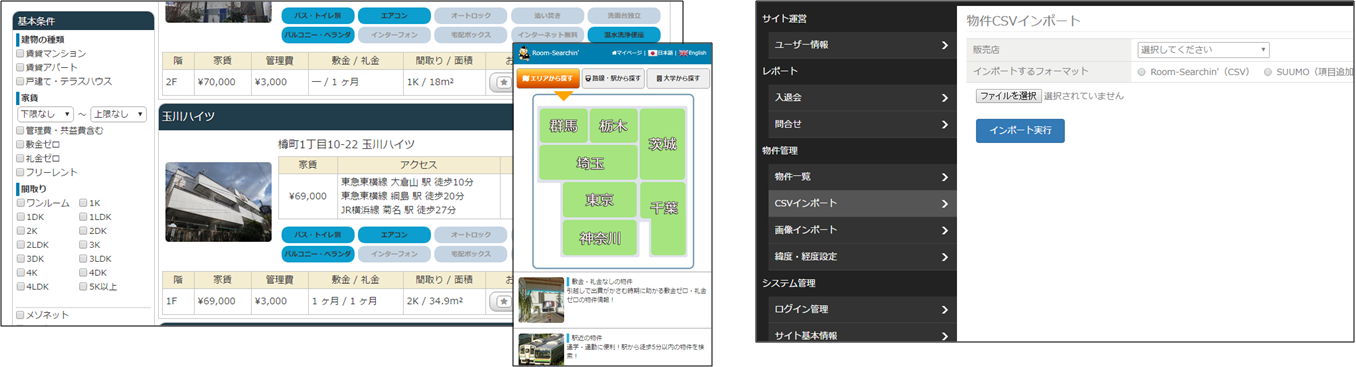 基本条件
建物の種類
賃貸マンション
賃貸アパート
戸建て・テラスハウス
家賃
下限なし ～ 上限なし
管理費・共益費含む
敷金ゼロ
礼金ゼロ
フリーレント
間取り
ワンルーム 1K
1DK 1LDK
2K 2DK
2LDK 3K
3DK 3LDK
4K 4DK
4LDK 5K以上
メゾネット
バス・トイレ別 エアコン オートロック 追い焚き 洗面台独立
バルコニー・ベランダ インターフォン 宅配ボックス インターネット無料 温水洗浄便座
階 家賃 管理費 敷金 / 礼金 間取り / 面積 お
2F ¥70,000 ¥3,000 ― / 1 ヶ月 1K / 18m²
玉川ハイツ
樽町1丁目10-22 玉川ハイツ
家賃 アクセス
¥69,000
東急東横線 大倉山 駅 徒歩10分
東急東横線 綱島 駅 徒歩20分
JR横浜線 菊名 駅 徒歩27分
バス・トイレ別 エアコン オートロック
バルコニー・ベランダ インターフォン 宅配ボックス
階 家賃 管理費 敷金 / 礼金 間取り / 面積 お
1F ¥69,000 ¥3,000 1 ヶ月 / 1 ヶ月 2K / 34.9m²
Room-Searchin' マイページ | 日本語 | English
エリアから探す 路線・駅から探す 大学から探す
群馬 栃木 茨城
埼玉
東京 千葉
神奈川
敷金・礼金なしの物件
引越しで出費がかさむ時期に助かる敷金ゼロ・礼金
ゼロの物件情報！
駅近の物件
通学・通勤に便利！駅から徒歩5分以内の物件を検
索！
サイト運営
ユーザー情報
レポート
入退会
問合せ
物件管理
物件一覧
CSVインポート
画像インポート
緯度・経度設定
システム管理
ログイン管理
サイト基本情報
物件CSVインポート
販売店 選択してください
インポートするフォーマット Room-Searchin'（CSV） SUUMO（項目追加
ファイルを選択 選択されていません
インポート実行